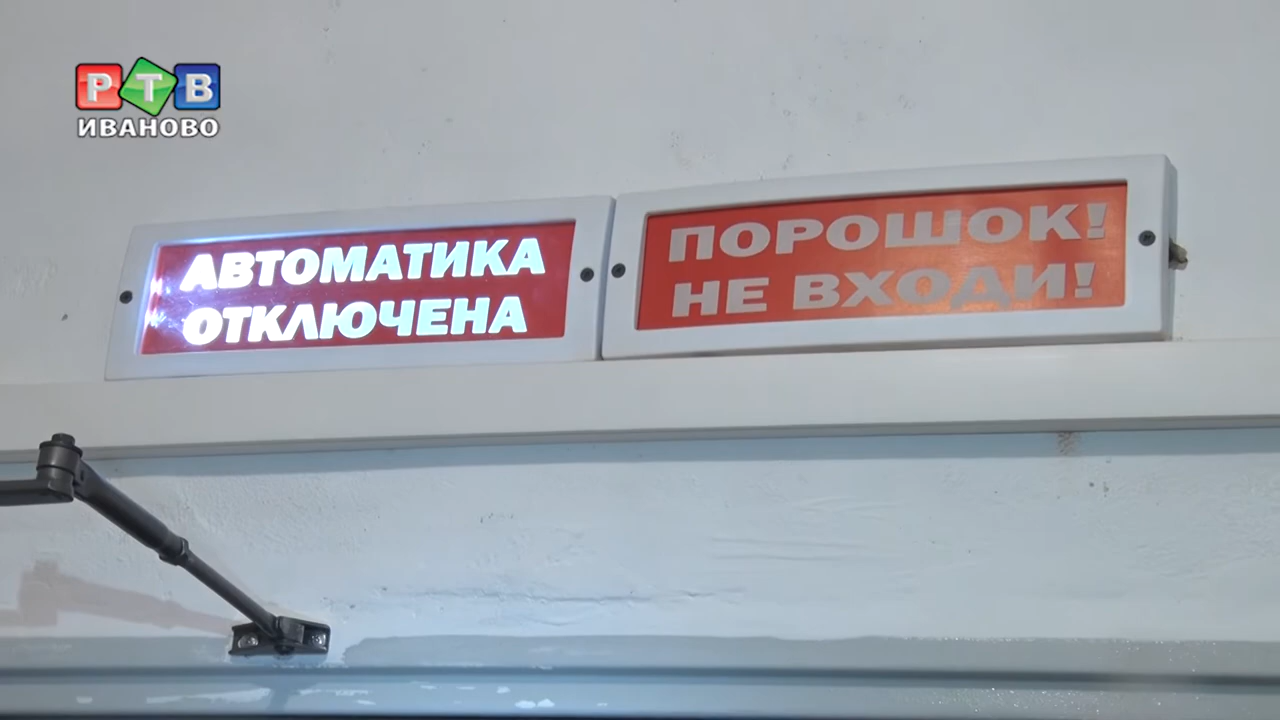 РТВ
ИВАНОВО
АВТОМАТИКА
ОТКЛЮЧЕНА
ПОРОШОК!
НЕ ВХОДИ!